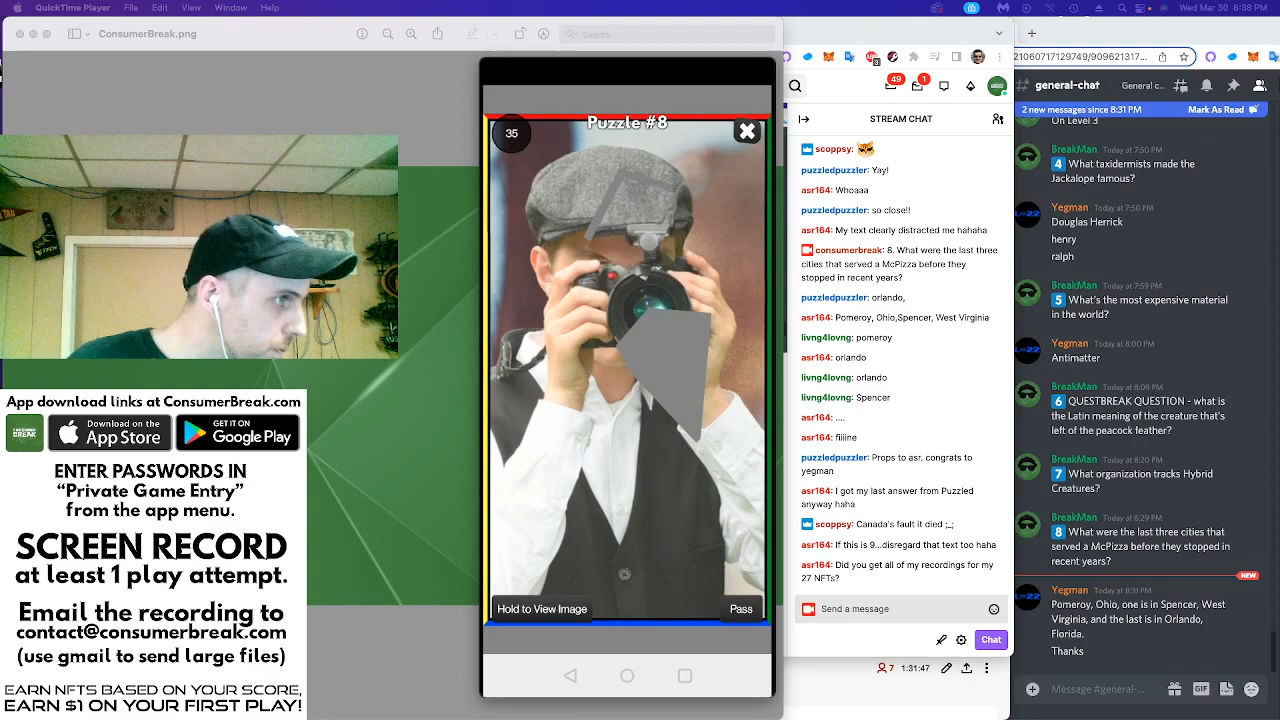 QuickTime Player File Edit View Window Help
Wed Mar 30 8:38 PM
ConsumerBreak.png
Search
Puzzle #8
35
Hold to View Image
Pass
App download links at ConsumerBreak.com
CONSUMER
BREAK
Download on the
App Store
GET IT ON
Google Play
ENTER PASSWORDS IN
“Private Game Entry”
from the app menu.
SCREEN RECORD
at least 1 play attempt.
Email the recording to
contact@consumerbreak.com
(use gmail to send large files)
EARN NFTS BASED ON YOUR SCORE,
EARN $1 ON YOUR FIRST PLAY!
49
1
STREAM CHAT
scoppsy:
puzzledpuzzler: Yay!
asr164: Whoaaa
puzzledpuzzler: so close!!
asr164: My text clearly distracted me hahaha
consumerbreak: 8. What were the last three
cities that served a McPizza before they
stopped in recent years?
puzzledpuzzler: orlando,
asr164: Pomeroy, Ohio,Spencer, West Virginia
livng4lovng: pomeroy
asr164: orlando
livng4lovng: orlando
livng4lovng: Spencer
asr164: ....
asr164: fiiiine
puzzledpuzzler: Props to asr. congrats to
yegman
asr164: I got my last answer from Puzzled
anyway haha
scoppsy: Canada's fault it died ;_;
asr164: If this is 9...disregard that text too haha
asr164: Did you get all of my recordings for my
27 NFTs?
Send a message
Chat
7 1:31:47
21060717129749/909621317...
general-chat
General c...
2 new messages since 8:31 PM Mark As Read
On Level 3
BreakMan Today at 7:50 PM
4 What taxidermists made the
Jackalope famous?
Yegman Today at 7:50 PM
Douglas Herrick
henry
ralph
BreakMan Today at 7:59 PM
5 What's the most expensive material
in the world?
Yegman Today at 8:00 PM
Antimatter
BreakMan Today at 8:09 PM
6 QUESTBREAK QUESTION - what is
the Latin meaning of the creature that's
left of the peacock feather?
BreakMan Today at 8:20 PM
7 What organization tracks Hybrid
Creatures?
BreakMan Today at 8:29 PM
8 What were the last three cities that
served a McPizza before they stopped in
recent years?
NEW
Yegman Today at 8:31 PM
Pomeroy, Ohio, one is in Spencer, West
Virginia, and the last is in Orlando,
Florida.
Thanks
Message #general-...
GIF